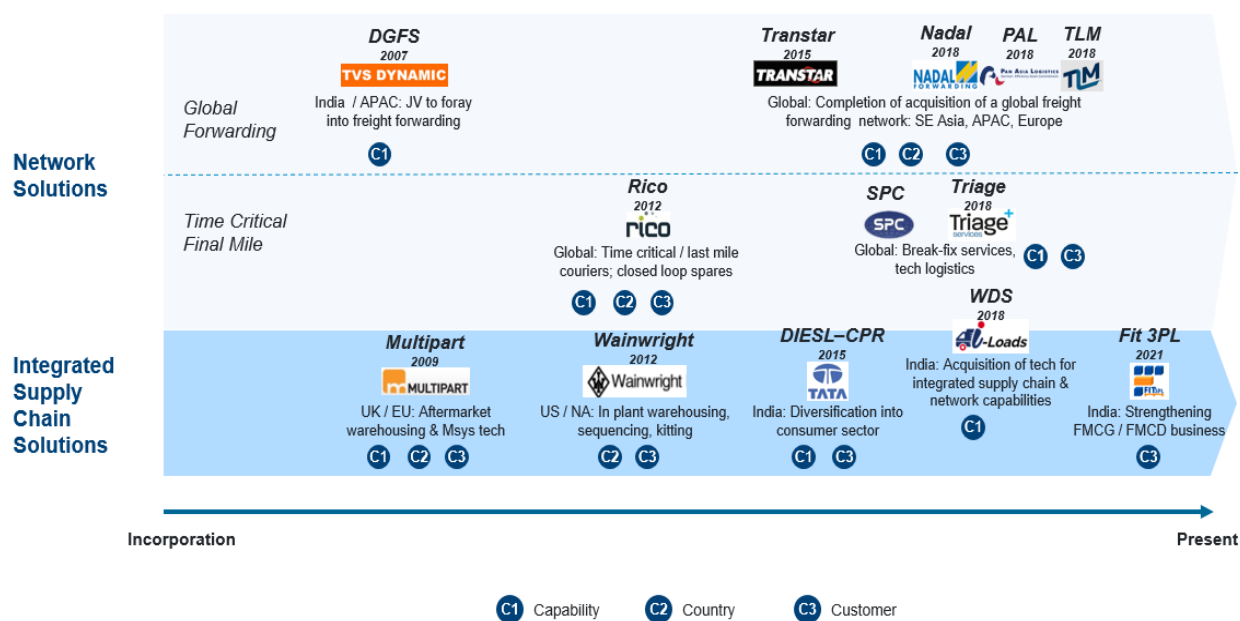 DGFS
2007
TVS DYNAMIC
India / APAC: JV to foray
into freight forwarding
C1
Transtar
2015
TRANSTAR
Nadal
2018
NADAL
FORWARDING
PAL
2018
PAN ASIA LOGISTICS
TLM
2018
TLM
Global: Completion of acquisition of a global freight
forwarding network: SE Asia, APAC, Europe
C1 C2 C3
Global
Forwarding
Network
Solutions
Time Critical
Final Mile
Rico
2012
rico
Global: Time critical / last mile
couriers; closed loop spares
C1 C2 C3
SPC
SPC
Triage
2018
Triage+
services
Global: Break-fix services,
tech logistics
C1 C3
Integrated
Supply
Chain
Solutions
Multipart
2009
m MULTIPART
UK / EU: Aftermarket
warehousing & Msys tech
C1 C2 C3
Wainwright
2012
Wainwright
US / NA: In plant warehousing,
sequencing, kitting
C2 C3
DIESL–CPR
2015
TATA
India: Diversification into
consumer sector
C1 C3
WDS
2018
i-Loads
India: Acquisition of tech for
integrated supply chain &
network capabilities
C1
Fit 3PL
2021
FIT3PL
India: Strengthening
FMCG / FMCD business
C3
Incorporation
Present
C1 Capability
C2 Country
C3 Customer